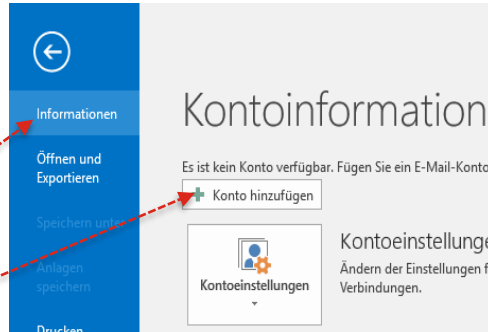 Informationen
Öffnen und
Exportieren
Speichern unter
Anlagen
speichern
Drucken
Kontoinformation
Es ist kein Konto verfügbar. Fügen Sie ein E-Mail-Konto
Konto hinzufügen
Kontoeinstellungen
Kontoeinstellunge
Ändern der Einstellungen f
Verbindungen.